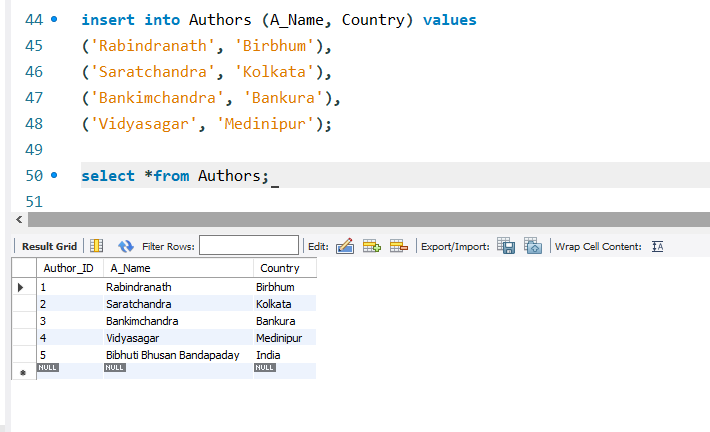 44 insert into Authors (A_Name, Country) values
45 ('Rabindranath', 'Birbhum'),
46 ('Saratchandra', 'Kolkata'),
47 ('Bankimchandra', 'Bankura'),
48 ('Vidyasagar', 'Medinipur');
49
50 select *from Authors;
51
Result Grid Filter Rows: Edit: Export/Import: Wrap Cell Content: IA
Author_ID A_Name Country
1 Rabindranath Birbhum
2 Saratchandra Kolkata
3 Bankimchandra Bankura
4 Vidyasagar Medinipur
5 Bibhuti Bhusan Bandapaday India
NULL NULL NULL